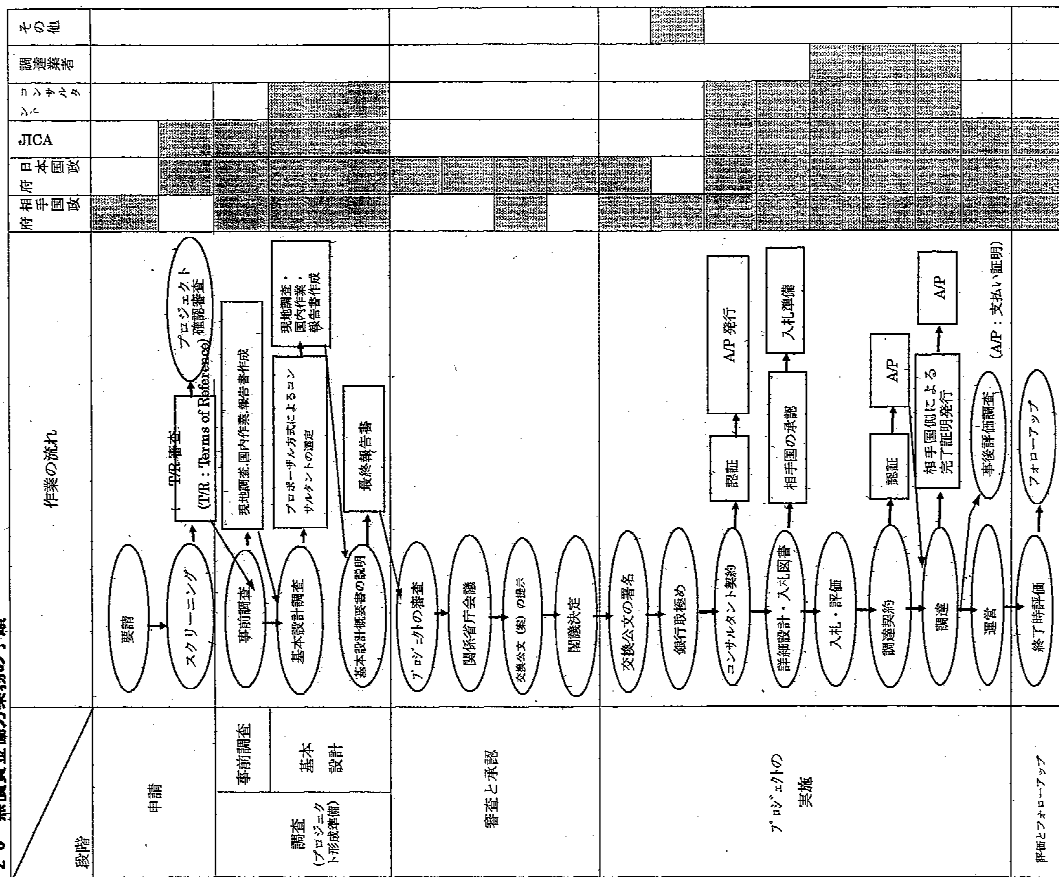 無償資金協力業務の手順
段階
作業の流れ
相手国政府
日本国政府
JICA
コンサルタント
調達業者
その他
申請
要請
スクリーニング
T/R審査
(T/R : Terms of Reference)
プロジェクト
確認審査
調査
(プロジェク
ト形成準備)
事前調査
事前調査
現地調査,国内作業,報告書作成
基本
設計
基本設計調査
プロポーザル方式によるコン
サルタントの選定
現地調査・
国内作業,
報告書作成
基本設計概要書の説明
最終報告書
審査と承認
プロジェクトの審査
関係省庁会議
交換公文(案)の提示
閣議決定
プロジェクトの
実施
交換公文の署名
銀行取極め
コンサルタント契約
認証
A/P 発行
詳細設計・入札図書
相手国の承認
入札準備
入札・評価
調達契約
認証
A/P
調達
相手国側による
完了証明発行
A/P
運営
事後評価調査
(A/P : 支払い証明)
評価とフォローアップ
終了時評価
フォローアップ